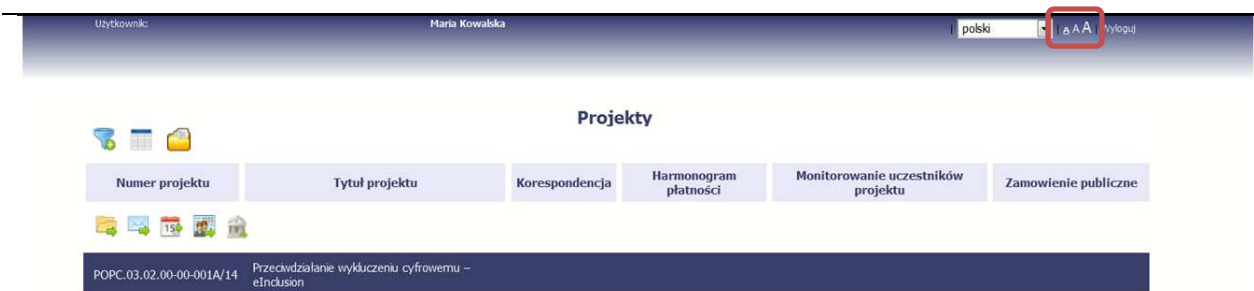 Użytkownik: Maria Kowalska | polski | A A A | Wyloguj
Projekty
Numer projektu Tytuł projektu Korespondencja Harmonogram płatności Monitorowanie uczestników projektu Zamowienie publiczne
15
POPC.03.02.00-00-001A/14 Przeciwdziałanie wykluczeniu cyfrowemu –
eInclusion